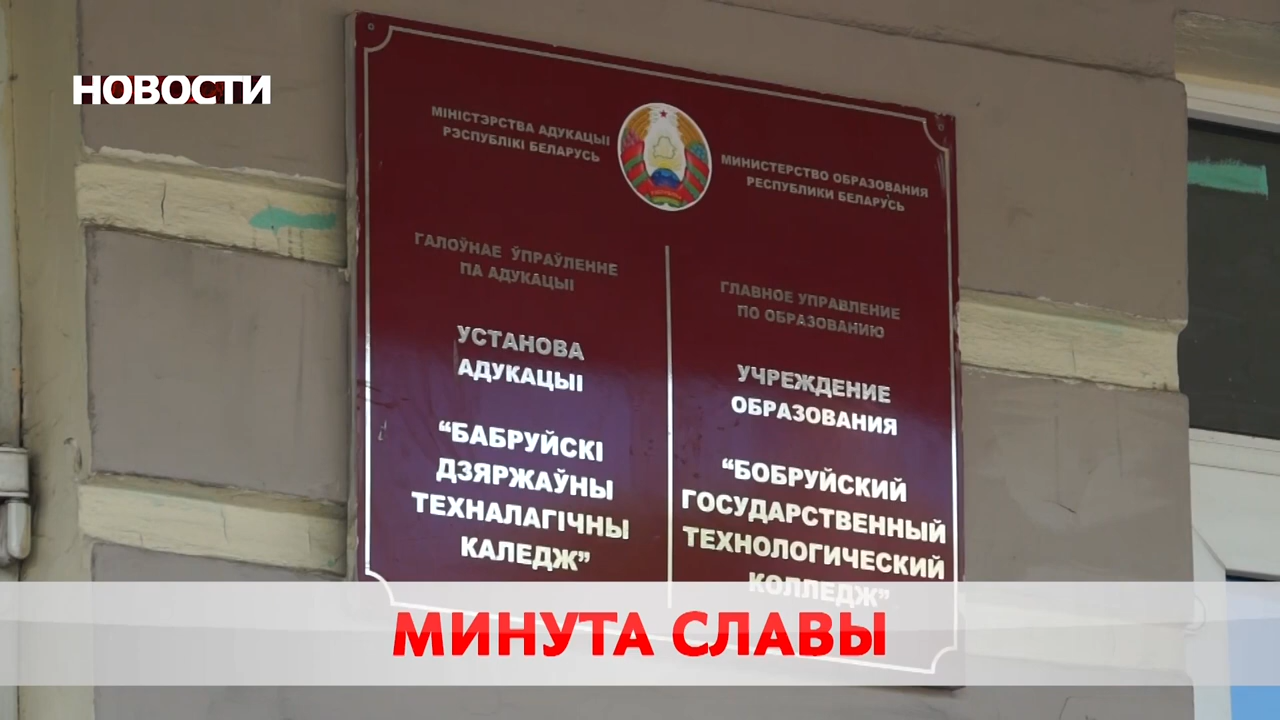 НОВОСТИ
МІНІСТЭРСТВА АДУКАЦЫІ
РЭСПУБЛІКІ БЕЛАРУСЬ
МИНИСТЕРСТВО ОБРАЗОВАНИЯ
РЕСПУБЛИКИ БЕЛАРУСЬ
ГАЛОЎНАЕ ЎПРАЎЛЕННЕ
ПА АДУКАЦЫІ
УСТАНОВА
АДУКАЦЫІ
“БАБРУЙСКІ
ДЗЯРЖАЎНЫ
ТЕХНАЛАГІЧНЫ
КАЛЕДЖ”
ГЛАВНОЕ УПРАВЛЕНИЕ
ПО ОБРАЗОВАНИЮ
УЧРЕЖДЕНИЕ
ОБРАЗОВАНИЯ
“БОБРУЙСКИЙ
ГОСУДАРСТВЕННЫЙ
ТЕХНОЛОГИЧЕСКИЙ
КОЛЛЕДЖ”
МИНУТА СЛАВЫ